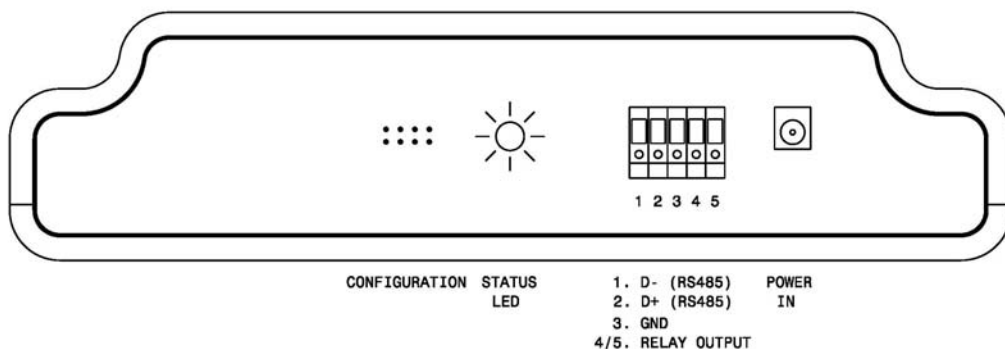 1 2 3 4 5
CONFIGURATION STATUS LED
1. D- (RS485)
2. D+ (RS485)
3. GND
4/5. RELAY OUTPUT
POWER IN